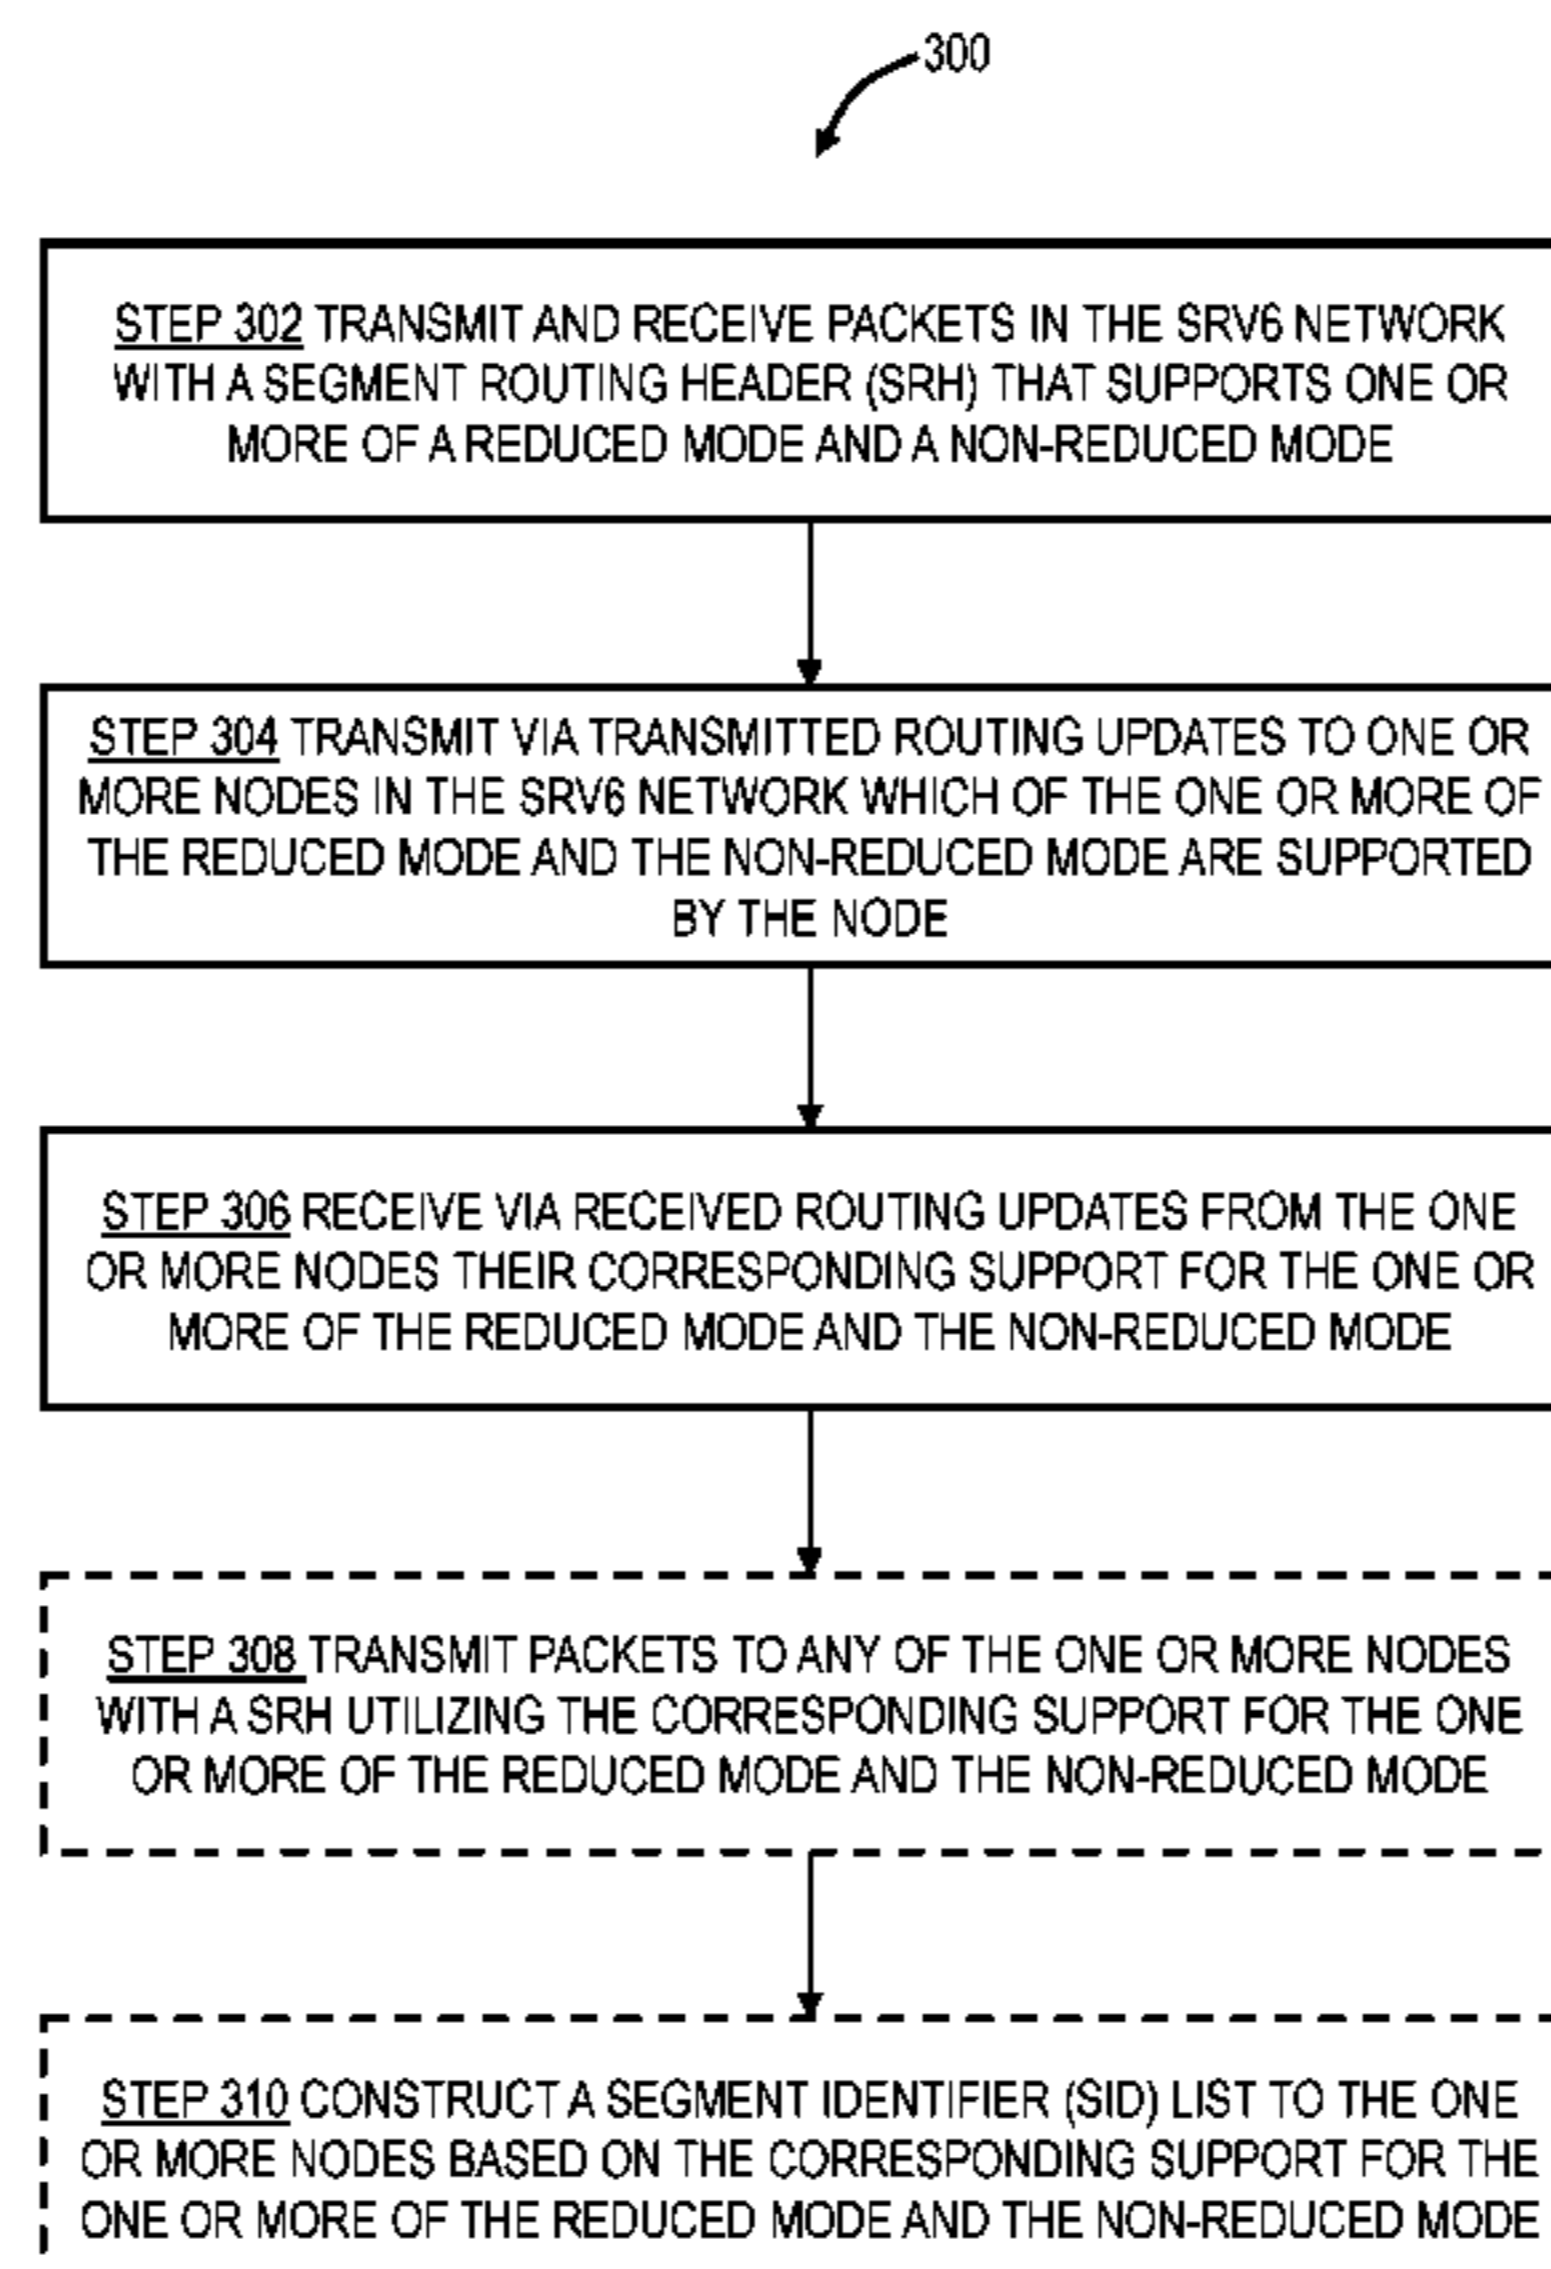 300
STEP 302 TRANSMIT AND RECEIVE PACKETS IN THE SRV6 NETWORK
WITH A SEGMENT ROUTING HEADER (SRH) THAT SUPPORTS ONE OR
MORE OF A REDUCED MODE AND A NON-REDUCED MODE
STEP 304 TRANSMIT VIA TRANSMITTED ROUTING UPDATES TO ONE OR
MORE NODES IN THE SRV6 NETWORK WHICH OF THE ONE OR MORE OF
THE REDUCED MODE AND THE NON-REDUCED MODE ARE SUPPORTED
BY THE NODE
STEP 306 RECEIVE VIA RECEIVED ROUTING UPDATES FROM THE ONE
OR MORE NODES THEIR CORRESPONDING SUPPORT FOR THE ONE OR
MORE OF THE REDUCED MODE AND THE NON-REDUCED MODE
STEP 308 TRANSMIT PACKETS TO ANY OF THE ONE OR MORE NODES
WITH A SRH UTILIZING THE CORRESPONDING SUPPORT FOR THE ONE
OR MORE OF THE REDUCED MODE AND THE NON-REDUCED MODE
STEP 310 CONSTRUCT A SEGMENT IDENTIFIER (SID) LIST TO THE ONE
OR MORE NODES BASED ON THE CORRESPONDING SUPPORT FOR THE
ONE OR MORE OF THE REDUCED MODE AND THE NON-REDUCED MODE